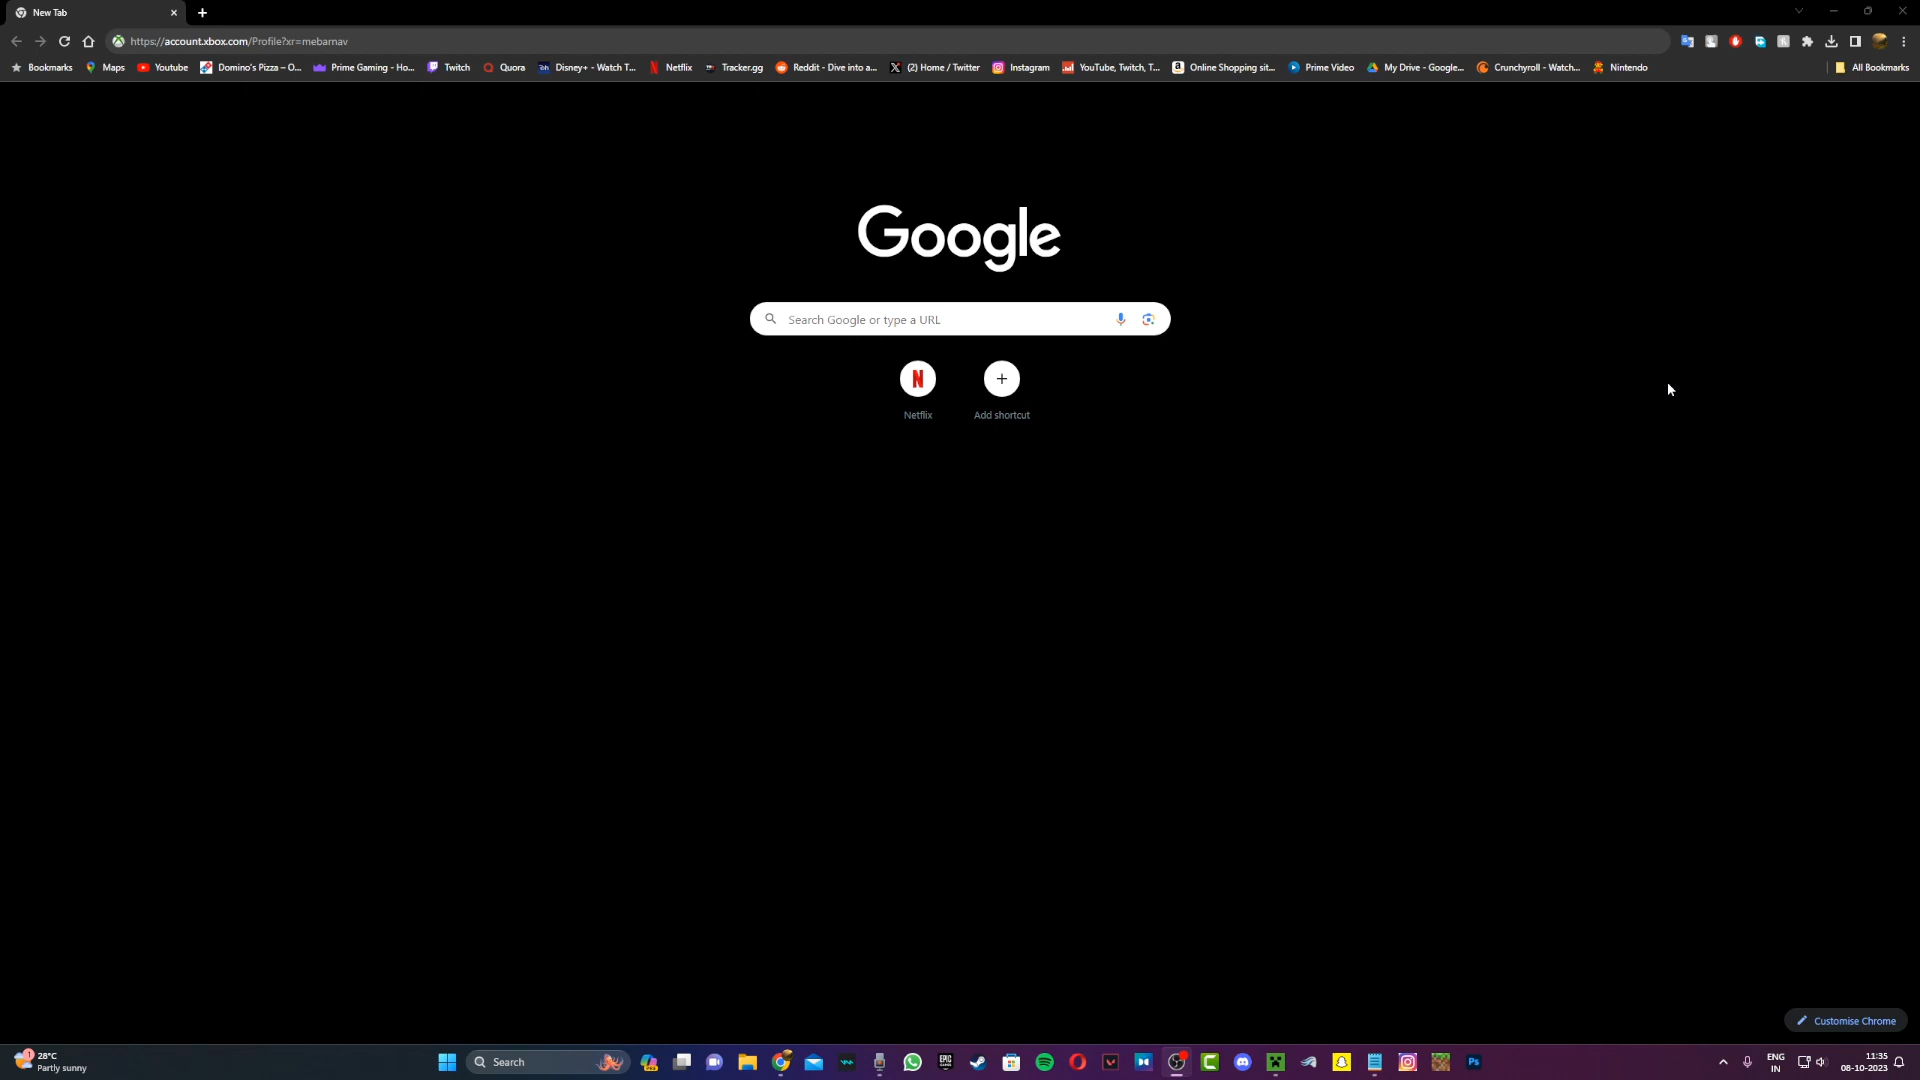 New Tab
https://account.xbox.com/Profile?xr=mebarnav
Bookmarks Maps Youtube Domino's Pizza – O... Prime Gaming - Ho... Twitch Quora Disney+ - Watch T... Netflix Tracker.gg Reddit - Dive into a... (2) Home / Twitter Instagram YouTube, Twitch, T... Online Shopping sit... Prime Video My Drive - Google... Crunchyroll - Watch... Nintendo All Bookmarks
Google
Search Google or type a URL
Netflix Add shortcut
Customise Chrome
1 28°C
Partly sunny
Search
ENG
IN
11:35
08-10-2023